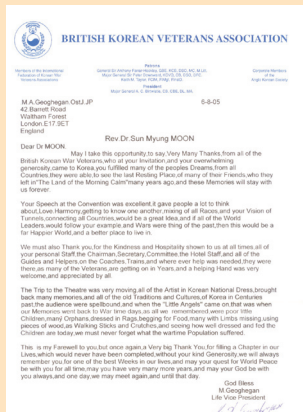 BRITISH KOREAN VETERANS ASSOCIATION
Patrons
President
M.A.Geoghegan.OstJ.JP 5-8-05
42 Barrett Road
Waltham Forest
London.E17.9ET
England
Rev.Dr.Sun Myung MOON
Dear Dr MOON.
May I take this opportunity,to say,Very Many Thanks,from all of the
British Korean War Veterans,who at your Invitation,and your overwhelming
generosity,came to Korea,you fulfilled many of the peoples Dreams,from all
Countries,they were,able to see the last Resting Place,of many of their Friends,who they
left,in"The Land of the Morning Calm"many years ago,and these Memories will stay with
us forever.
Your Speech at the Convention was excellent,it gave people a lot to think
about,Love.Harmony,getting to know one another,mixing of all Races,and your Vision of
Tunnels,connecting all Countries,would be a great Idea,and if all of the World
Leaders,would follow your example,and Wars were thing of the past,then this would be a
far Happier World,and a better place to live in.
We must also Thank you,for the Kindness and Hospitality shown to us at all times all of
your personal Staff,the Chairman,Secretary,Committee,the Hotel Staff,and all of the
Guides and Helpers,on the Coaches,Trains,and where ever help was needed,they were
there,as many of the Veterans,are getting on in Years,and a helping Hand was very
welcome,and appreciated by all.
The Trip to the Theatre was very moving,all of the Artist in Korean National Dress,brought
back many memories,and all of the old Traditions and Cultures,of Korea in Centuries
past,the audience were spellbound,and when the "Little Angels" came on that was when
our Memories went back to War time days,as all we remembered,were poor little
Children,many Orphans,dressed in Rags,begging for Food,many with Limbs missing,using
pieces of wood,as Walking Sticks and Crutches,and seeing how well dressed and fed the
Children are today,we must never forget what the wartime Population suffered.
This is my Farewell to you,but once again,a Very big Thank You,for filling a Chapter in our
Lives,which would never have been completed,without your kind Generosity,we will always
remember you,for one of the best Weeks in our lives,and may your quest for World Peace
be with you for all time,may you have very many more years,and may your God be with
you always,and one day,we may meet again,and until that day.
God Bless
M.Geoghegan
Life Vice President